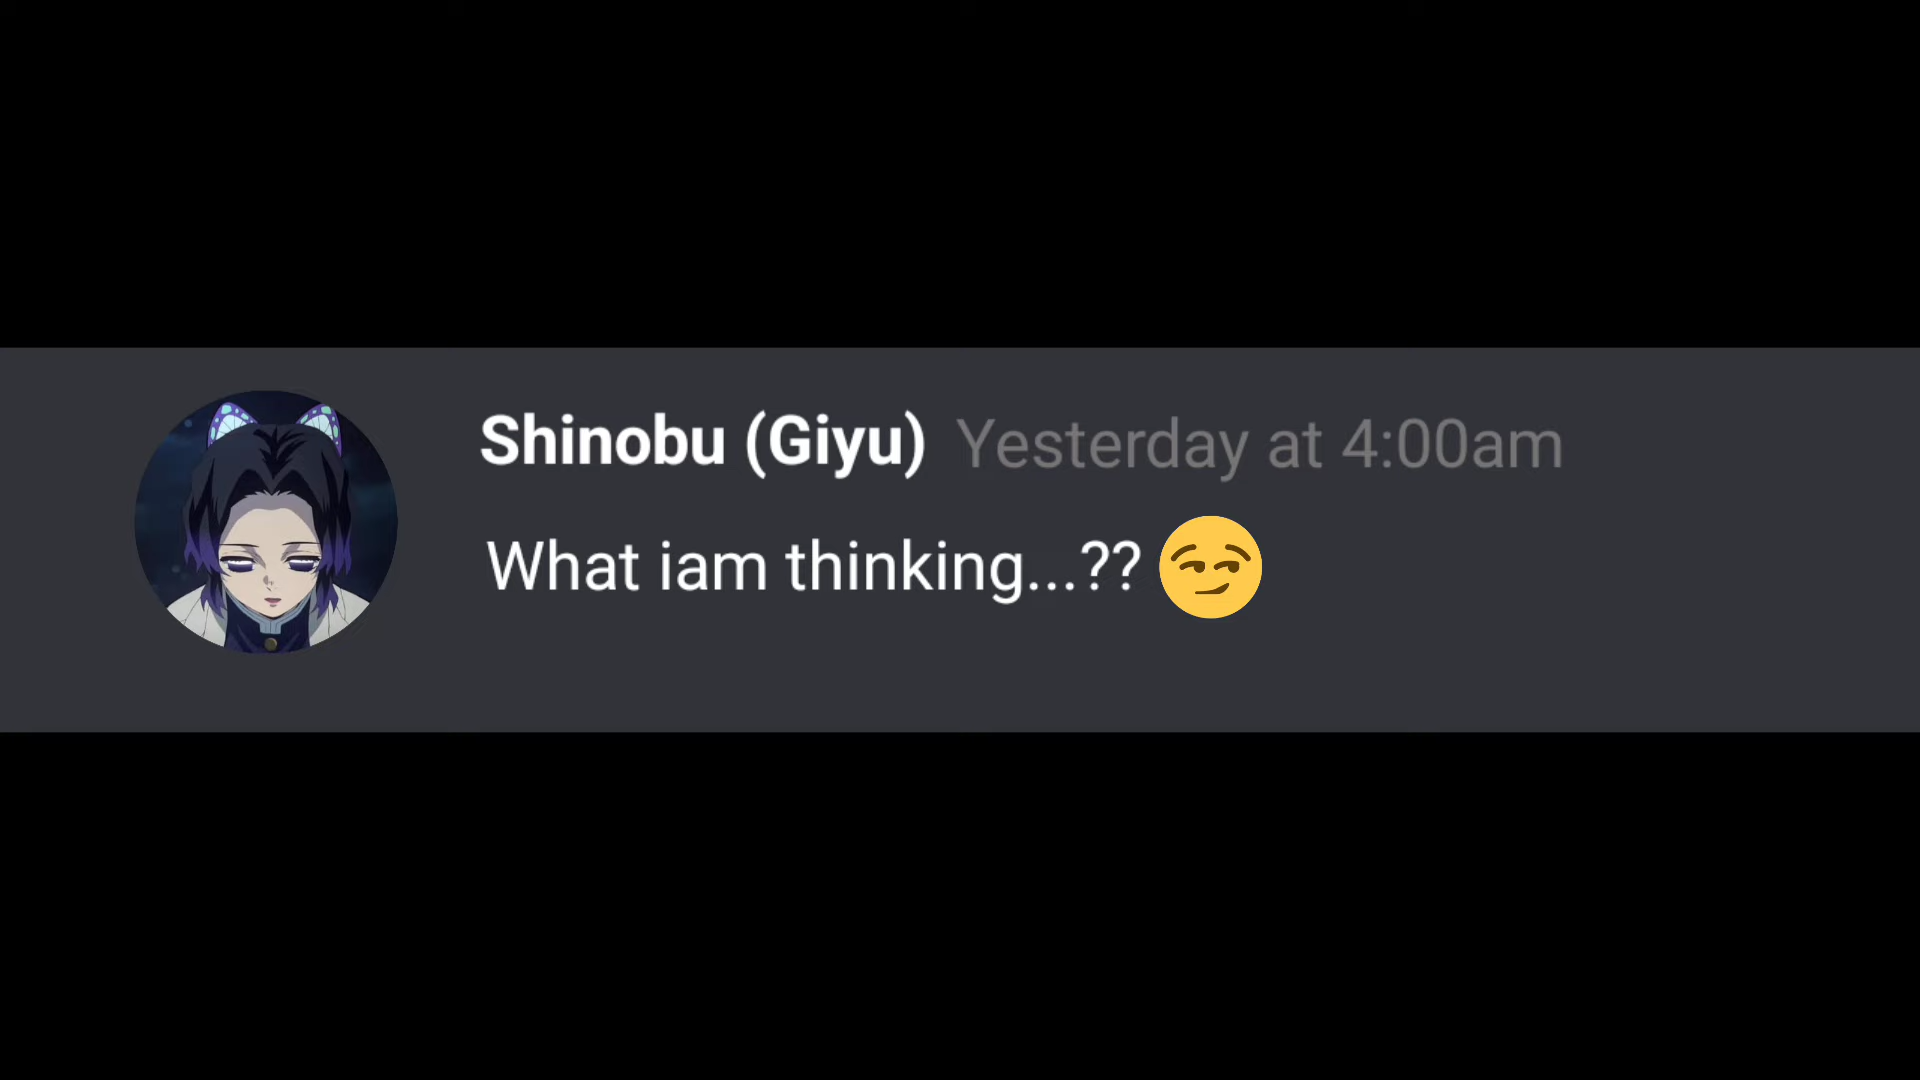 Shinobu (Giyu) Yesterday at 4:00am
What iam thinking...?? 😏